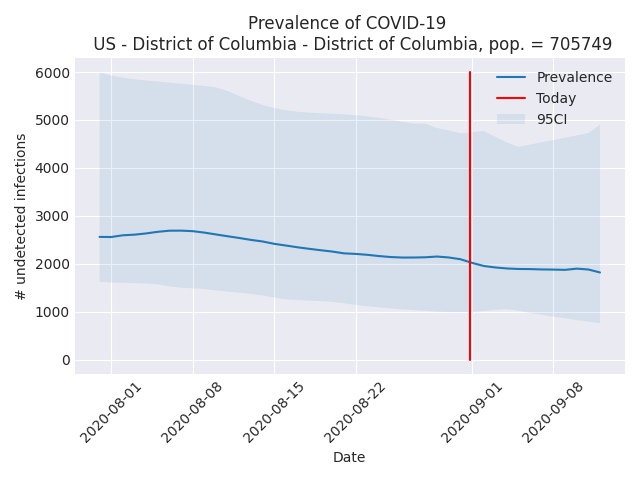 Prevalence of COVID-19
US - District of Columbia - District of Columbia, pop. = 705749
6000
5000
4000
3000
2000
1000
0
# undetected infections
Prevalence
Today
95CI
2020-08-01
2020-08-08
2020-08-15
2020-08-22
2020-09-01
2020-09-08
Date